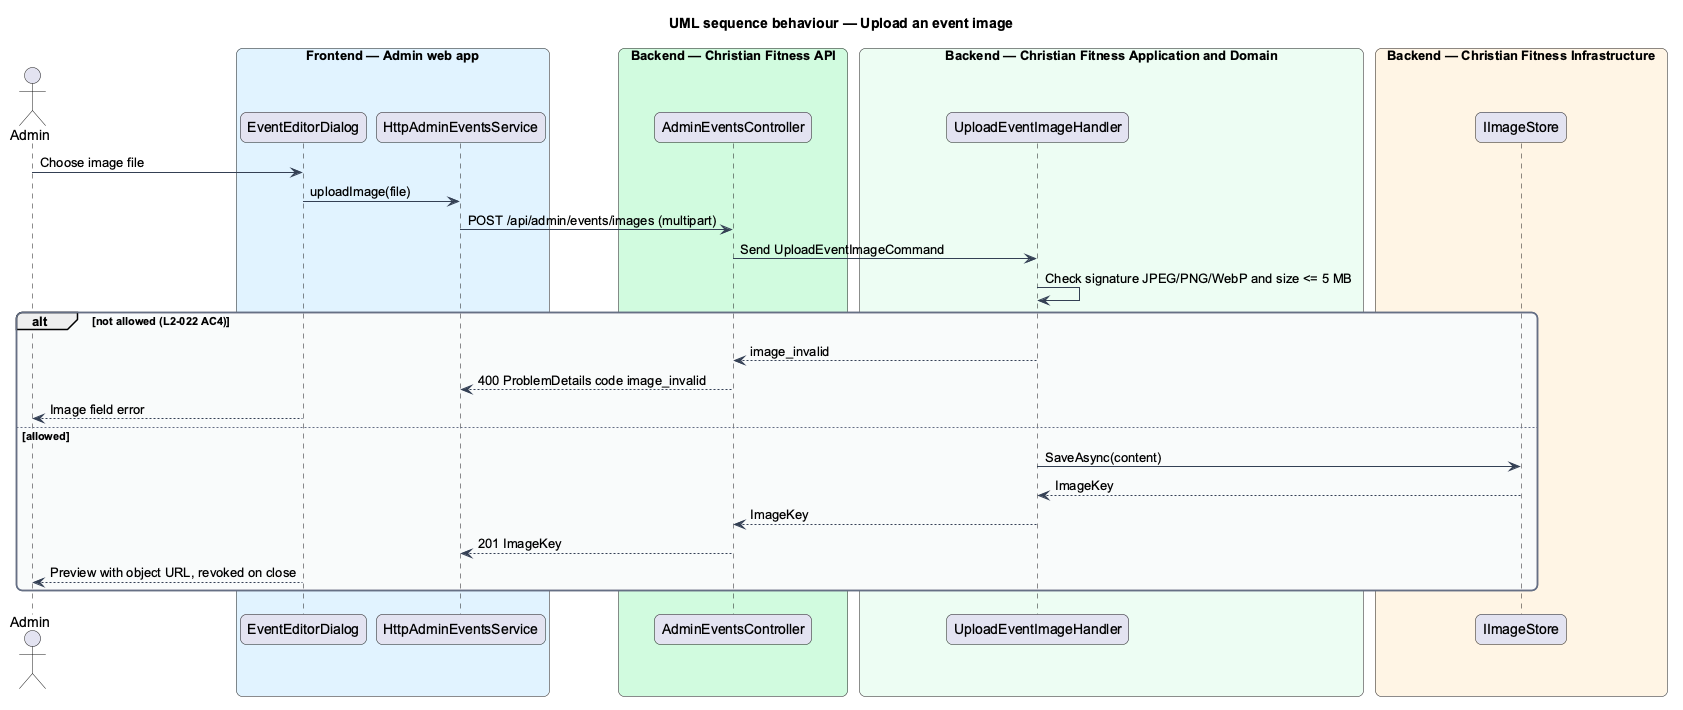 UML sequence behaviour — Upload an event image
Frontend — Admin web app
Backend — Christian Fitness API
Backend — Christian Fitness Application and Domain
Backend — Christian Fitness Infrastructure
Admin
EventEditorDialog
HttpAdminEventsService
AdminEventsController
UploadEventImageHandler
IImageStore
Choose image file
uploadImage(file)
POST /api/admin/events/images (multipart)
Send UploadEventImageCommand
Check signature JPEG/PNG/WebP and size <= 5 MB
alt
[not allowed (L2-022 AC4)]
image_invalid
400 ProblemDetails code image_invalid
Image field error
[allowed]
SaveAsync(content)
ImageKey
ImageKey
201 ImageKey
Preview with object URL, revoked on close
Admin
EventEditorDialog
HttpAdminEventsService
AdminEventsController
UploadEventImageHandler
IImageStore